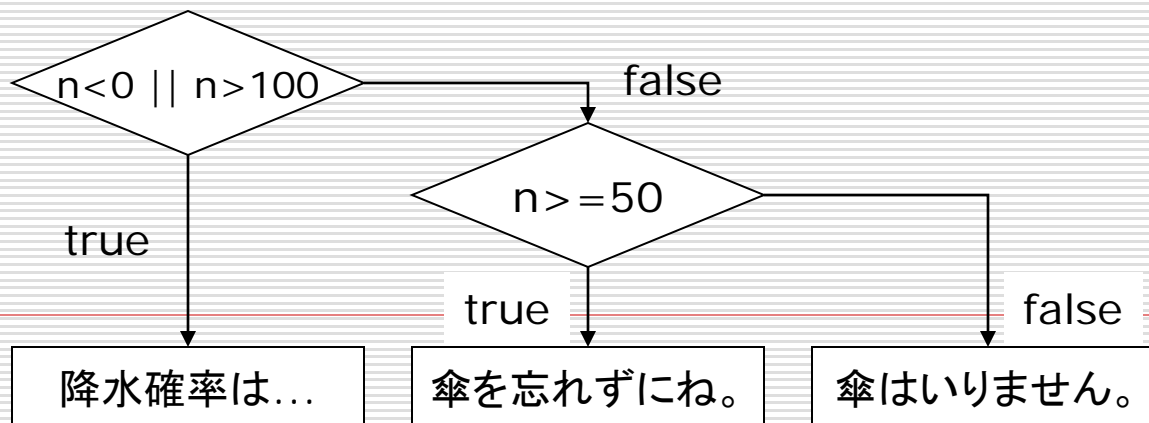 n<0 || n>100
false
n>=50
true
true
false
降水確率は…
傘を忘れずにね。
傘はいりません。